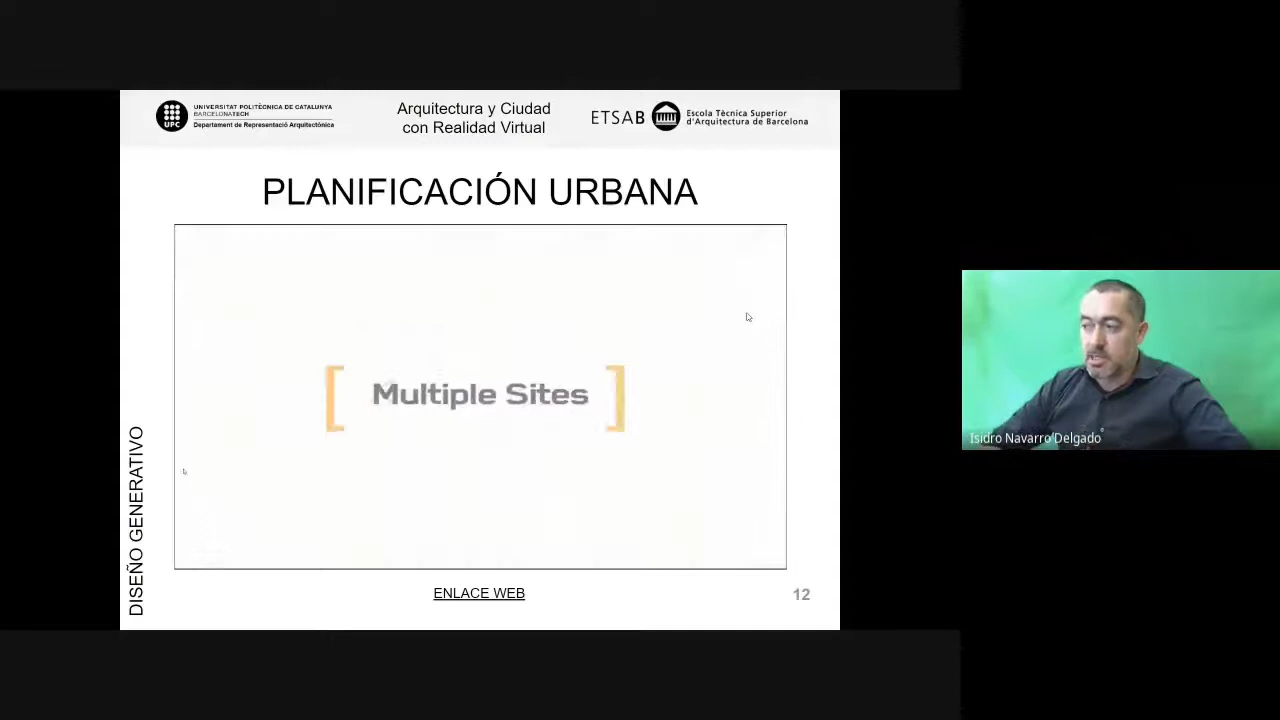 UNIVERSITAT POLITÈCNICA DE CATALUNYA
BARCELONATECH
Departament de Representació Arquitectònica
UPC
Arquitectura y Ciudad
con Realidad Virtual
ETSAB
Escola Tècnica Superior
d'Arquitectura de Barcelona
PLANIFICACIÓN URBANA
[ Multiple Sites ]
DISEÑO GENERATIVO
ENLACE WEB
12
Isidro Navarro Delgado